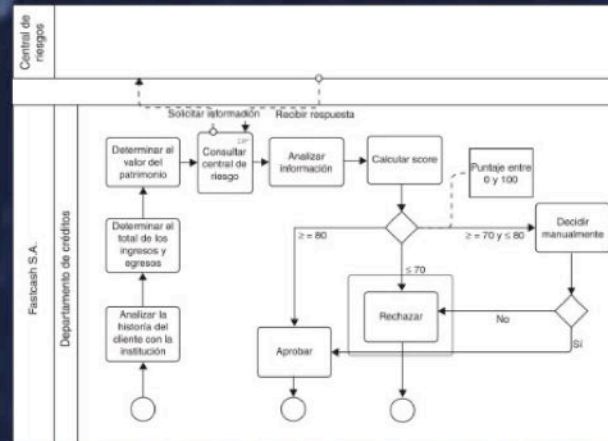 Central de
riesgos
Fastcash S.A.
Departamento de créditos
Solicitar información
Recibir respuesta
Determinar el
valor del
patrimonio
Consultar
central de
riesgo
Analizar
información
Calcular score
Puntaje entre
0 y 100
Determinar el
total de los
ingresos y
egresos
≥ = 80
≥ = 70 y ≤ 80
Decidir
manualmente
≤ 70
Analizar la
historia del
cliente con la
institución
Rechazar
No
Aprobar
Sí